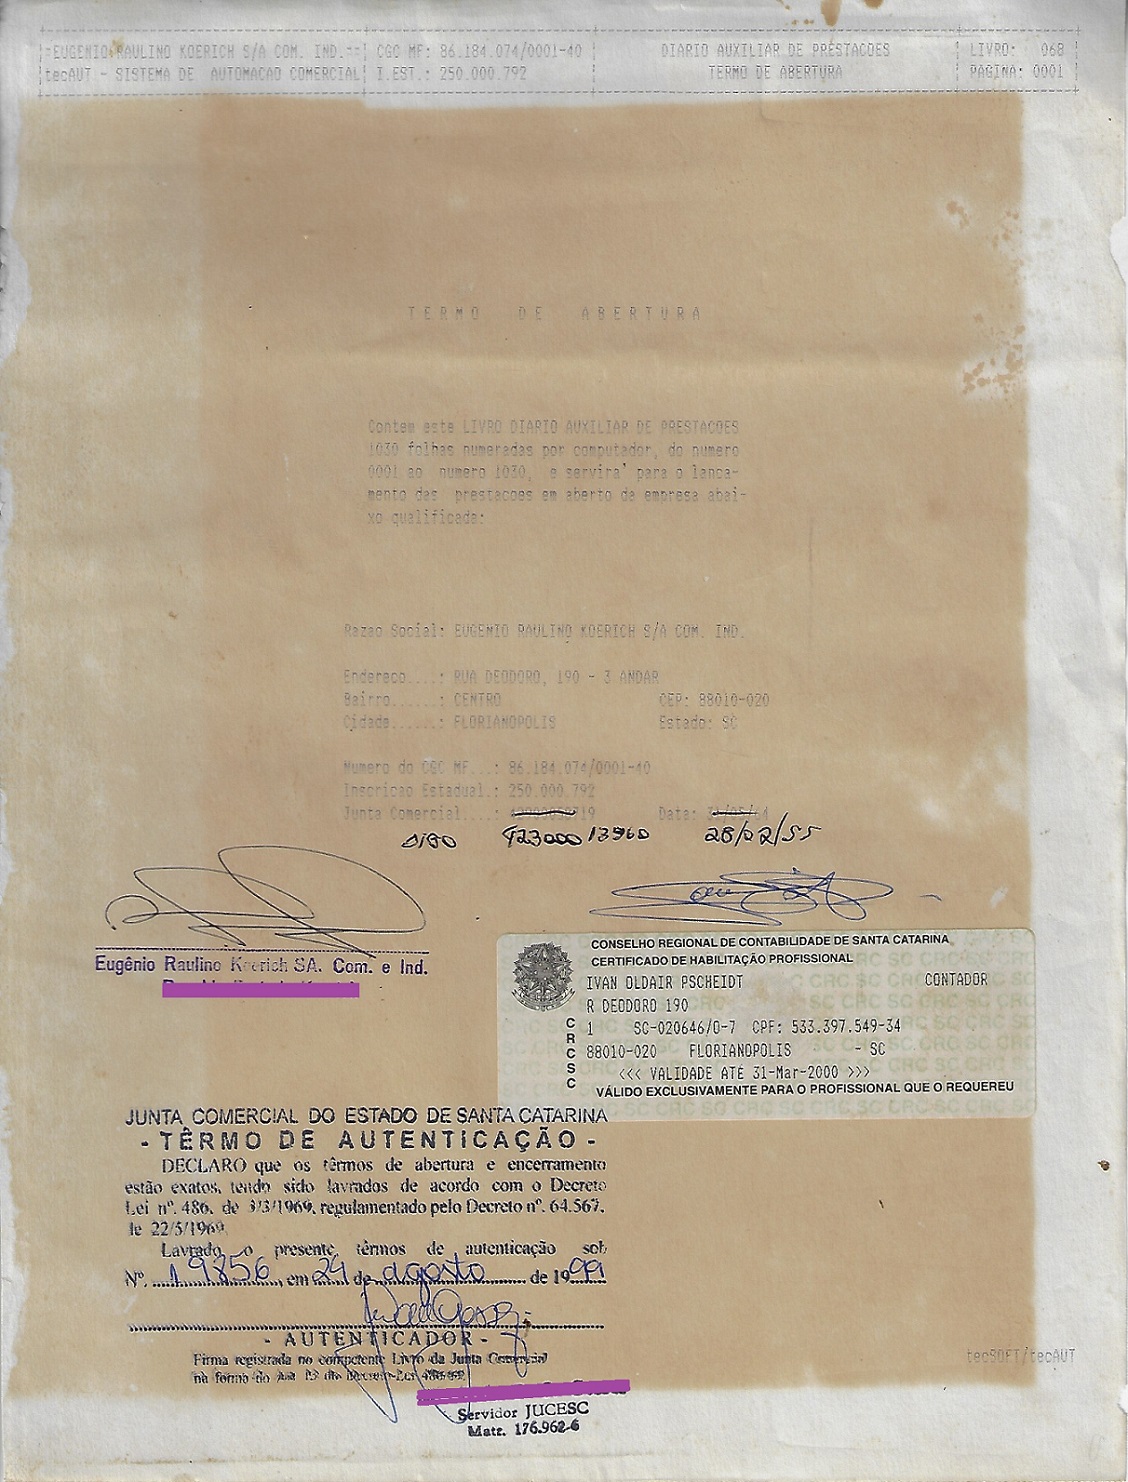 EUGENIO RAULINO KOERICH S/A COM. IND. CGC MF: 86.184.074/0001-40 DIARIO AUXILIAR DE PRESTACOES LIVRO: 068
tecAUT - SISTEMA DE AUTOMACAO COMERCIAL I.EST.: 250.000.792 TERMO DE ABERTURA PAGINA: 0001
TERMO DE ABERTURA
Contem este LIVRO DIARIO AUXILIAR DE PRESTACOES
1030 folhas numeradas por computador, do numero
0001 ao numero 1030, e servira' para o lanca-
mento das prestacoes em aberto da empresa abai-
xo qualificada:
Razao Social: EUGENIO RAULINO KOERICH S/A COM. IND.
Endereco....: RUA DEODORO, 190 - 3 ANDAR
Bairro......: CENTRO CEP: 88010-020
Cidade......: FLORIANOPOLIS Estado: SC
Numero do CGC MF...: 86.184.074/0001-40
Inscricao Estadual.: 250.000.792
Junta Comercial....: Data:
42300013960 28/02/55
Eugênio Raulino Koerich SA. Com. e Ind.
CONSELHO REGIONAL DE CONTABILIDADE DE SANTA CATARINA
CERTIFICADO DE HABILITAÇÃO PROFISSIONAL
IVAN OLDAIR PSCHEIDT CONTADOR
R DEODORO 190
CRCSC
1 SC-020646/O-7 CPF: 533.397.549-34
88010-020 FLORIANOPOLIS - SC
<<< VALIDADE ATÉ 31-Mar-2000 >>>
VÁLIDO EXCLUSIVAMENTE PARA O PROFISSIONAL QUE O REQUEREU
JUNTA COMERCIAL DO ESTADO DE SANTA CATARINA
- TÊRMO DE AUTENTICAÇÃO -
DECLARO que os têrmos de abertura e encerramento
estão exatos, tendo sido lavrados de acordo com o Decreto
Lei nº. 486, de 3/3/1969, regulamentado pelo Decreto nº. 64.567,
le 22/5/1969.
Lavrado o presente, têrmos de autenticação sob
Nº. 19856, em 24 de agosto de 1999
- AUTENTICADOR -
Firma registrada no competente Livro da Junta Comercial
na forma do
Servidor JUCESC
Matr. 176.962-6
tecSOFT/tecAUT